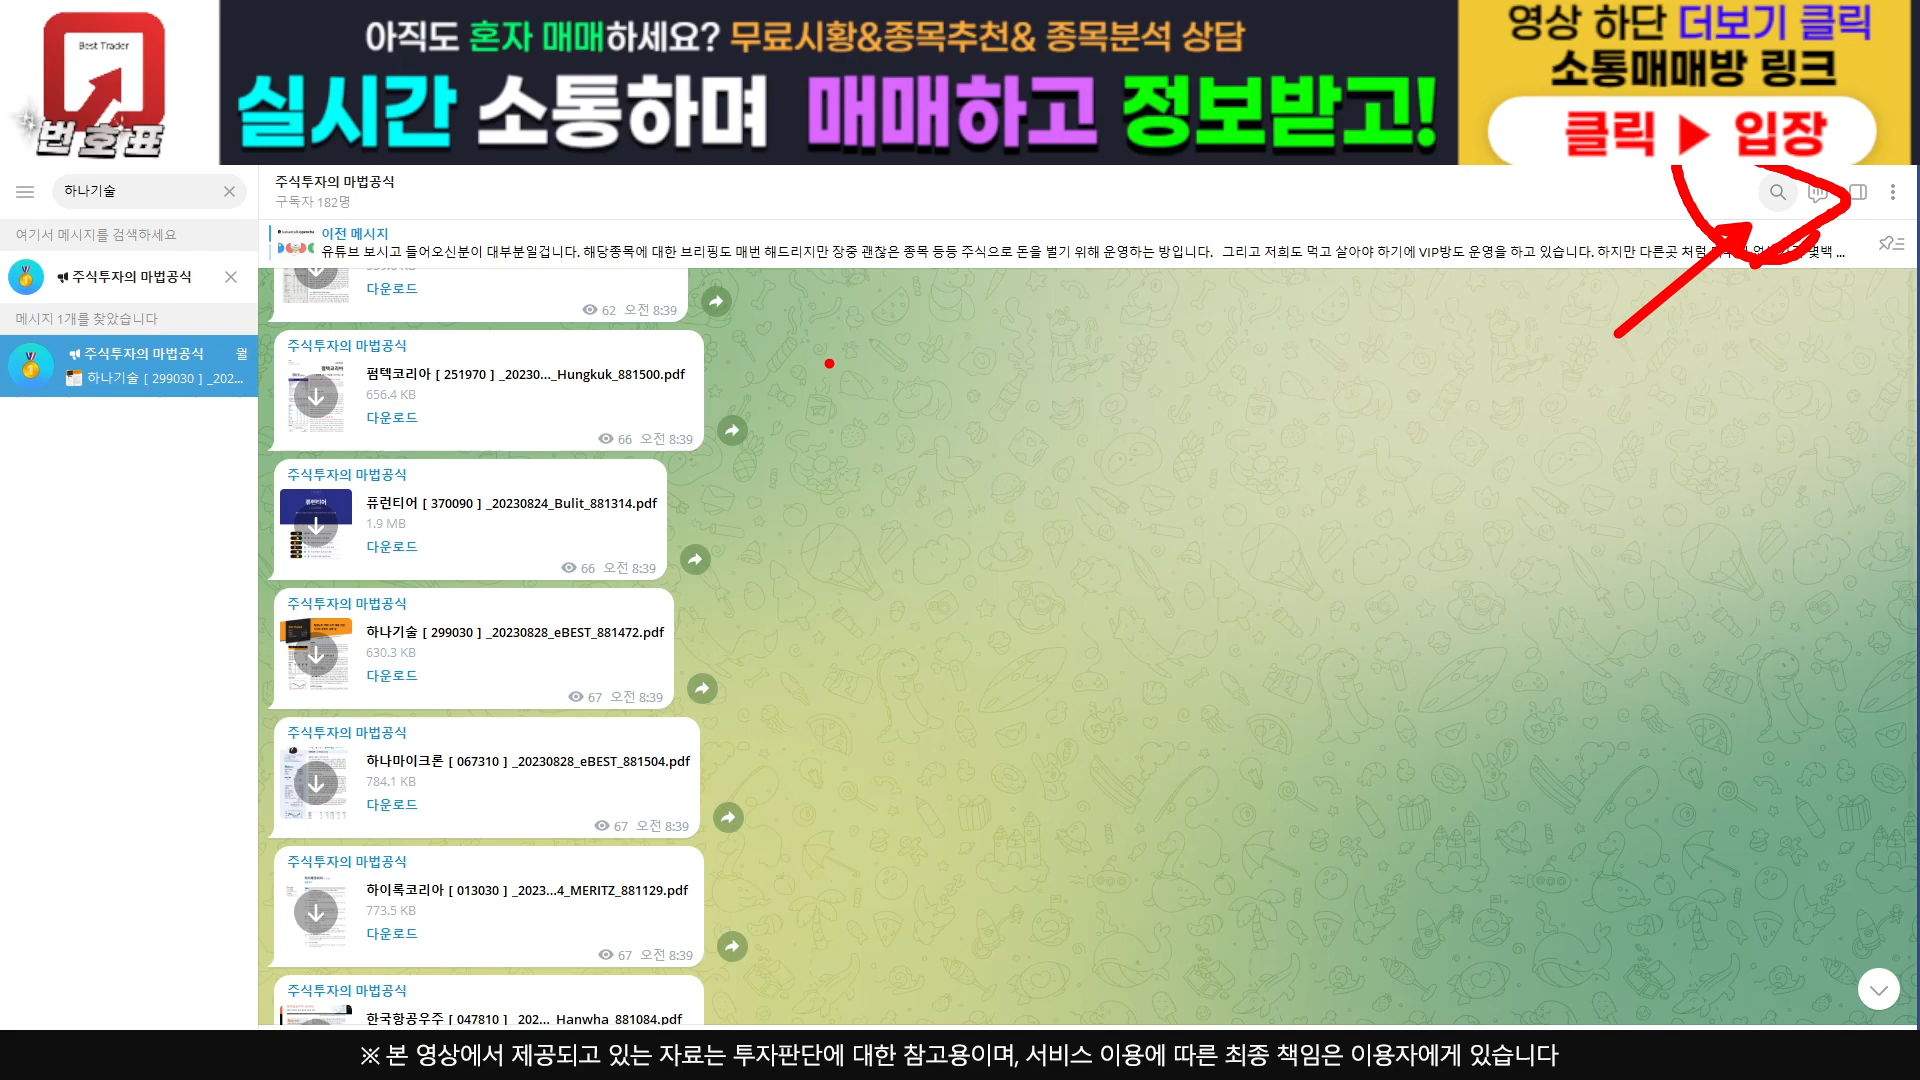 Best Trader
번호표
아직도 혼자 매매하세요? 무료시황&종목추천& 종목분석 상담
실시간 소통하며 매매하고 정보받고!
영상 하단 더보기 클릭
소통매매방 링크
클릭 ▶ 입장
하나기술
여기서 메시지를 검색하세요
주식투자의 마법공식
메시지 1개를 찾았습니다
주식투자의 마법공식 월
하나기술 [ 299030 ] _202...
주식투자의 마법공식
구독자 182명
이전 메시지
유튜브 보시고 들어오신분이 대부분일겁니다. 해당종목에 대한 브리핑도 매번 해드리지만 장중 괜찮은 종목 등등 주식으로 돈을 벌기 위해 운영하는 방입니다. 그리고 저희도 먹고 살아야 하기에 VIP방도 운영을 하고 있습니다. 하지만 다른곳 처럼 몇백 ...
다운로드
62 오전 8:39
주식투자의 마법공식
펌텍코리아 [ 251970 ] _20230..._Hungkuk_881500.pdf
656.4 KB
다운로드
66 오전 8:39
주식투자의 마법공식
퓨런티어 [ 370090 ] _20230824_Bulit_881314.pdf
1.9 MB
다운로드
66 오전 8:39
주식투자의 마법공식
하나기술 [ 299030 ] _20230828_eBEST_881472.pdf
630.3 KB
다운로드
67 오전 8:39
주식투자의 마법공식
하나마이크론 [ 067310 ] _20230828_eBEST_881504.pdf
784.1 KB
다운로드
67 오전 8:39
주식투자의 마법공식
하이록코리아 [ 013030 ] _2023...4_MERITZ_881129.pdf
773.5 KB
다운로드
67 오전 8:39
주식투자의 마법공식
한국항공우주 [ 047810 ] _202..._Hanwha_881084.pdf
※ 본 영상에서 제공되고 있는 자료는 투자판단에 대한 참고용이며, 서비스 이용에 따른 최종 책임은 이용자에게 있습니다